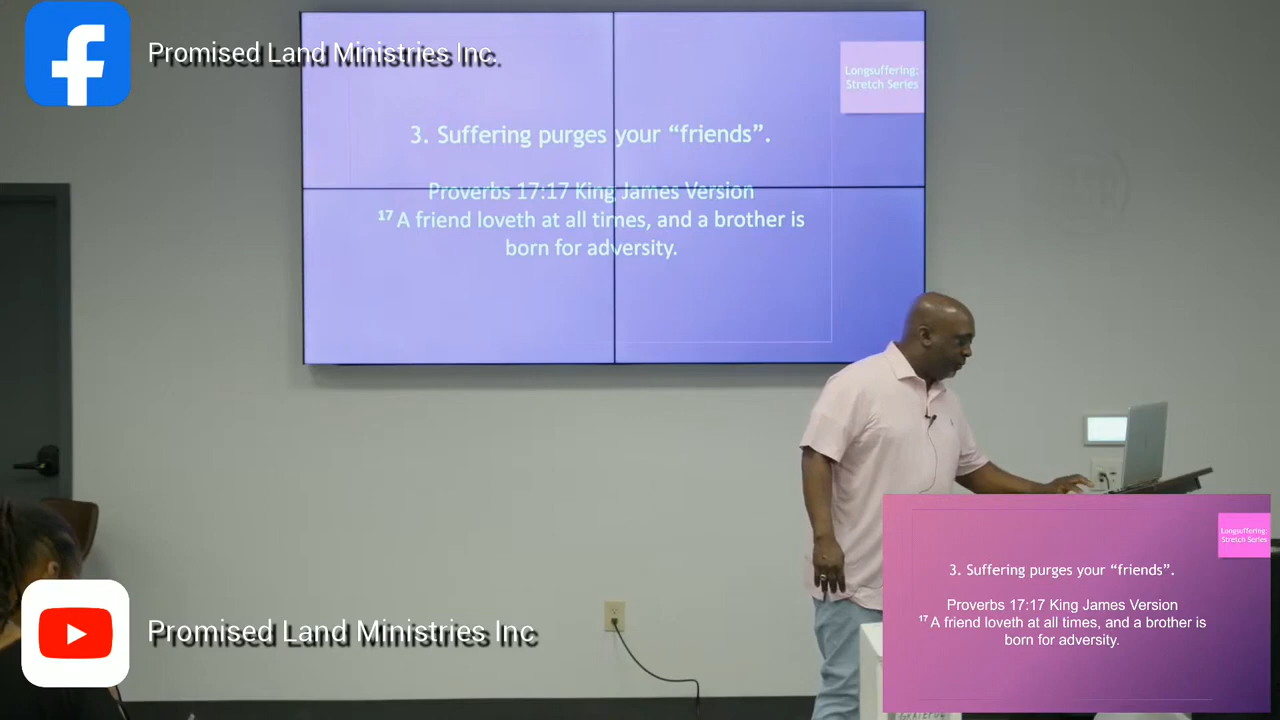 Promised Land Ministries Inc.
Longsuffering:
Stretch Series
3. Suffering purges your “friends”.
Proverbs 17:17 King James Version
17 A friend loveth at all times, and a brother is
born for adversity.
Longsuffering:
Stretch Series
3. Suffering purges your “friends”.
Proverbs 17:17 King James Version
17 A friend loveth at all times, and a brother is
born for adversity.
Promised Land Ministries Inc